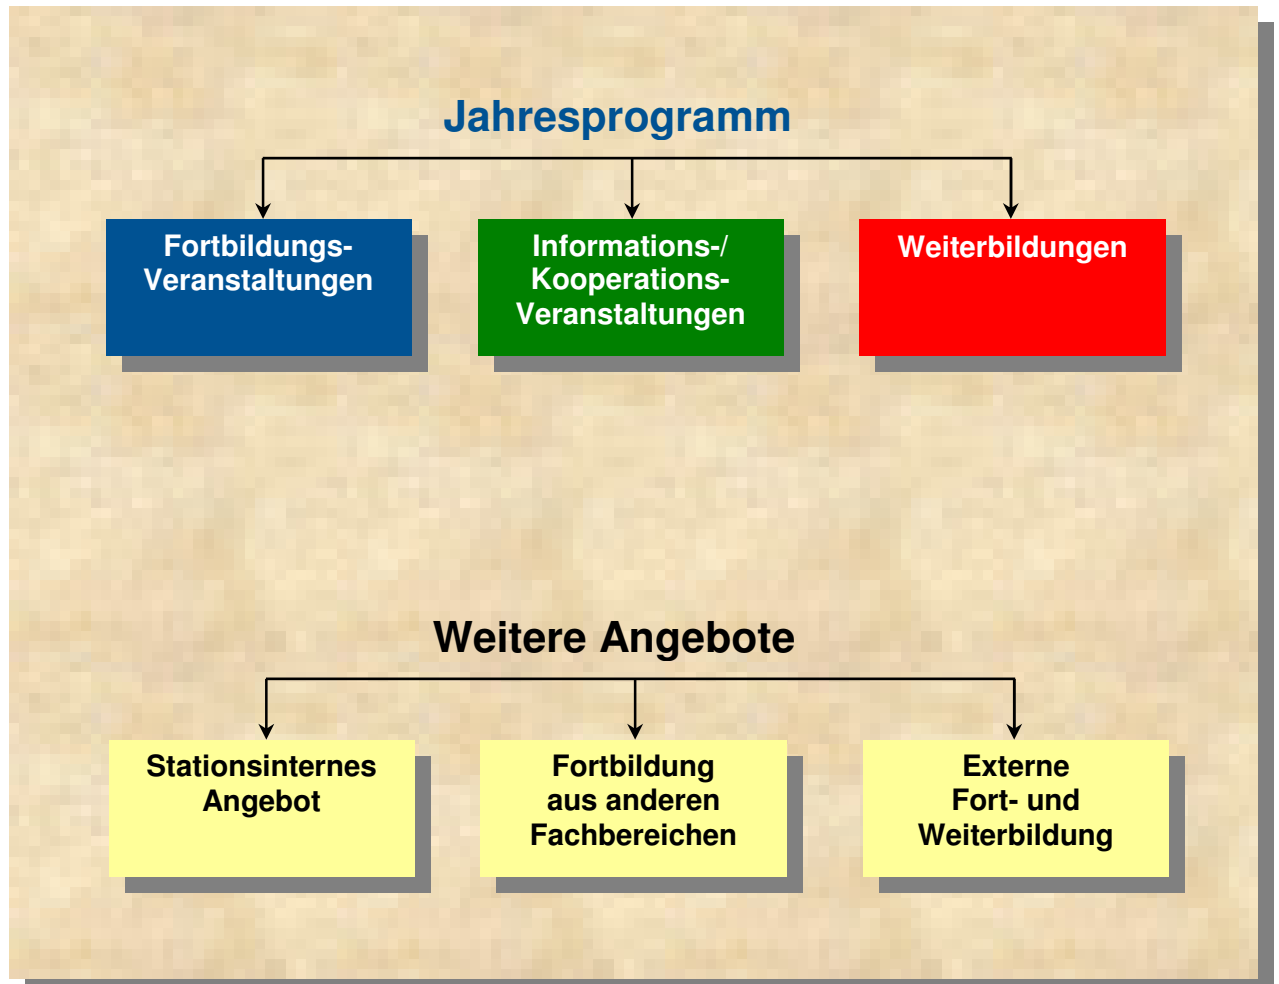 Jahresprogramm
Fortbildungs-
Veranstaltungen
Informations-/
Kooperations-
Veranstaltungen
Weiterbildungen
Weitere Angebote
Stationsinternes
Angebot
Fortbildung
aus anderen
Fachbereichen
Externe
Fort- und
Weiterbildung